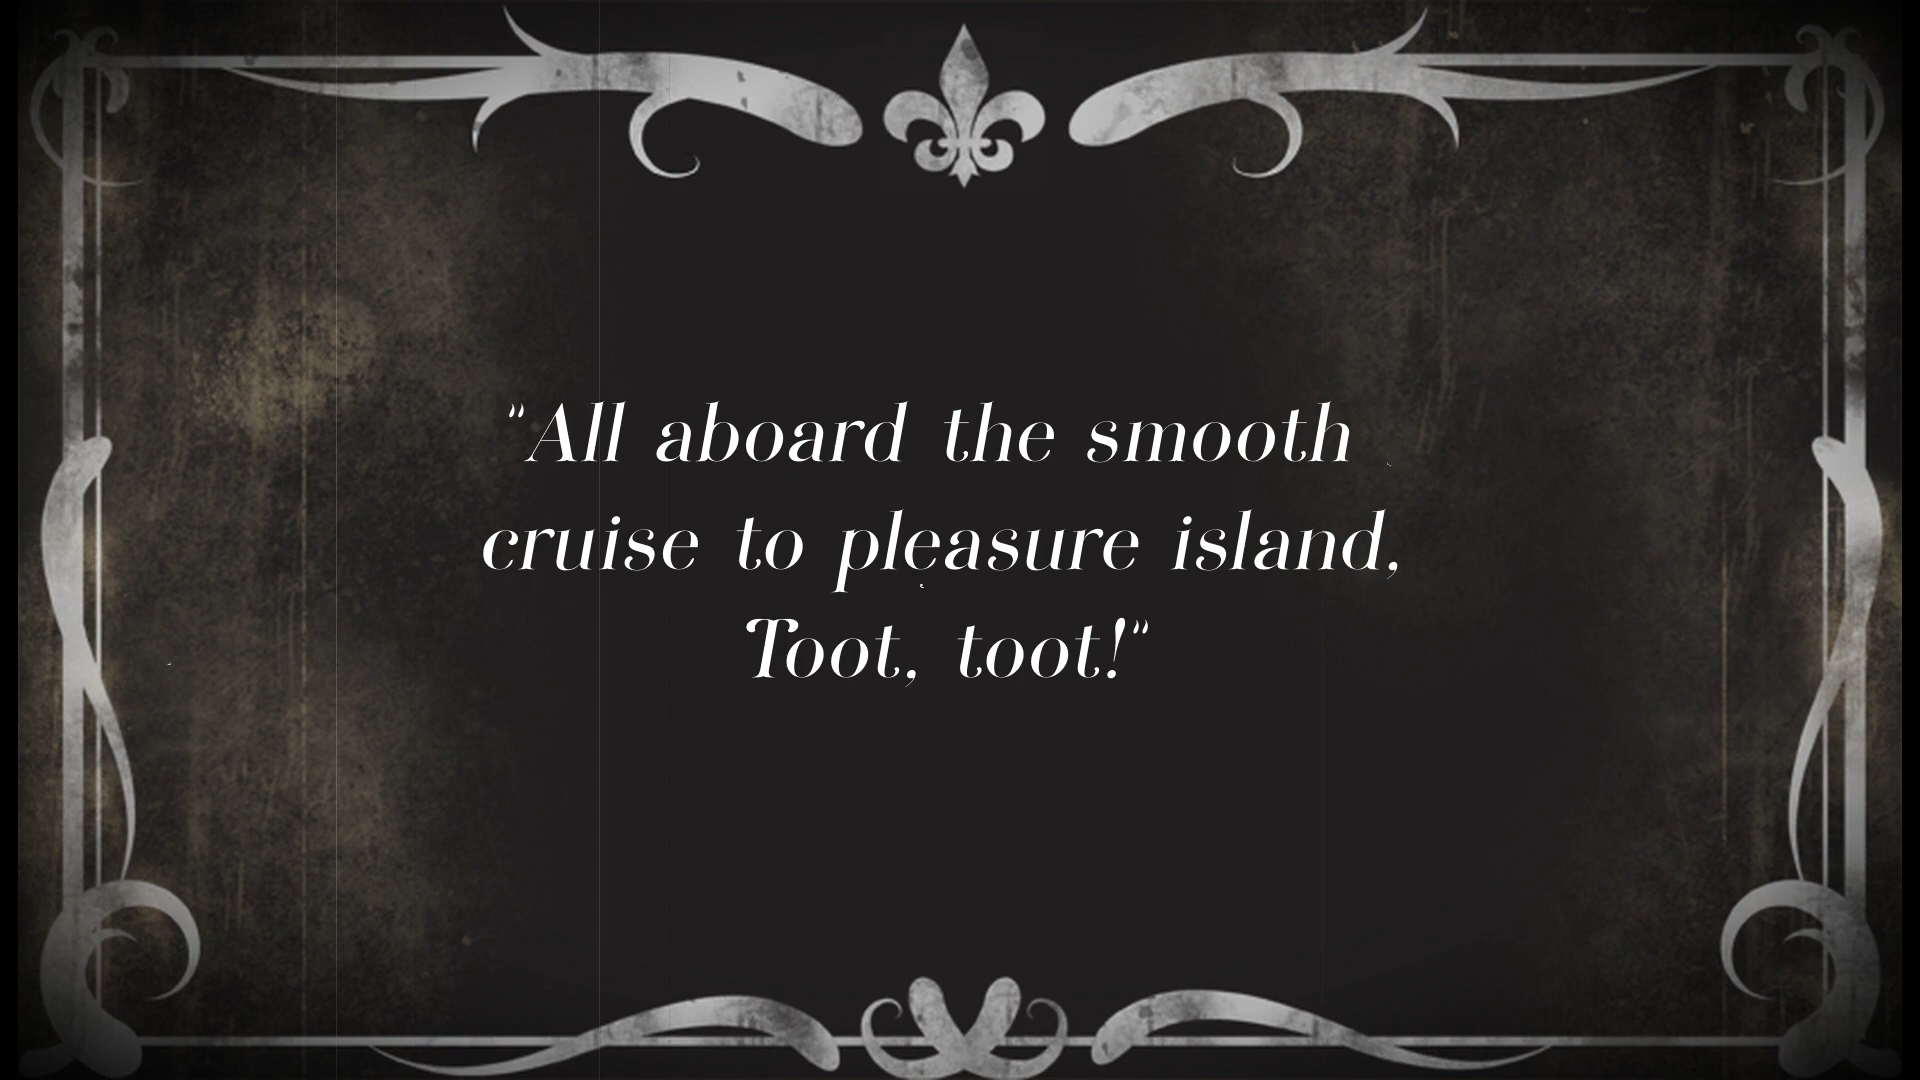 "All aboard the smooth
cruise to pleasure island,
Toot, toot!"